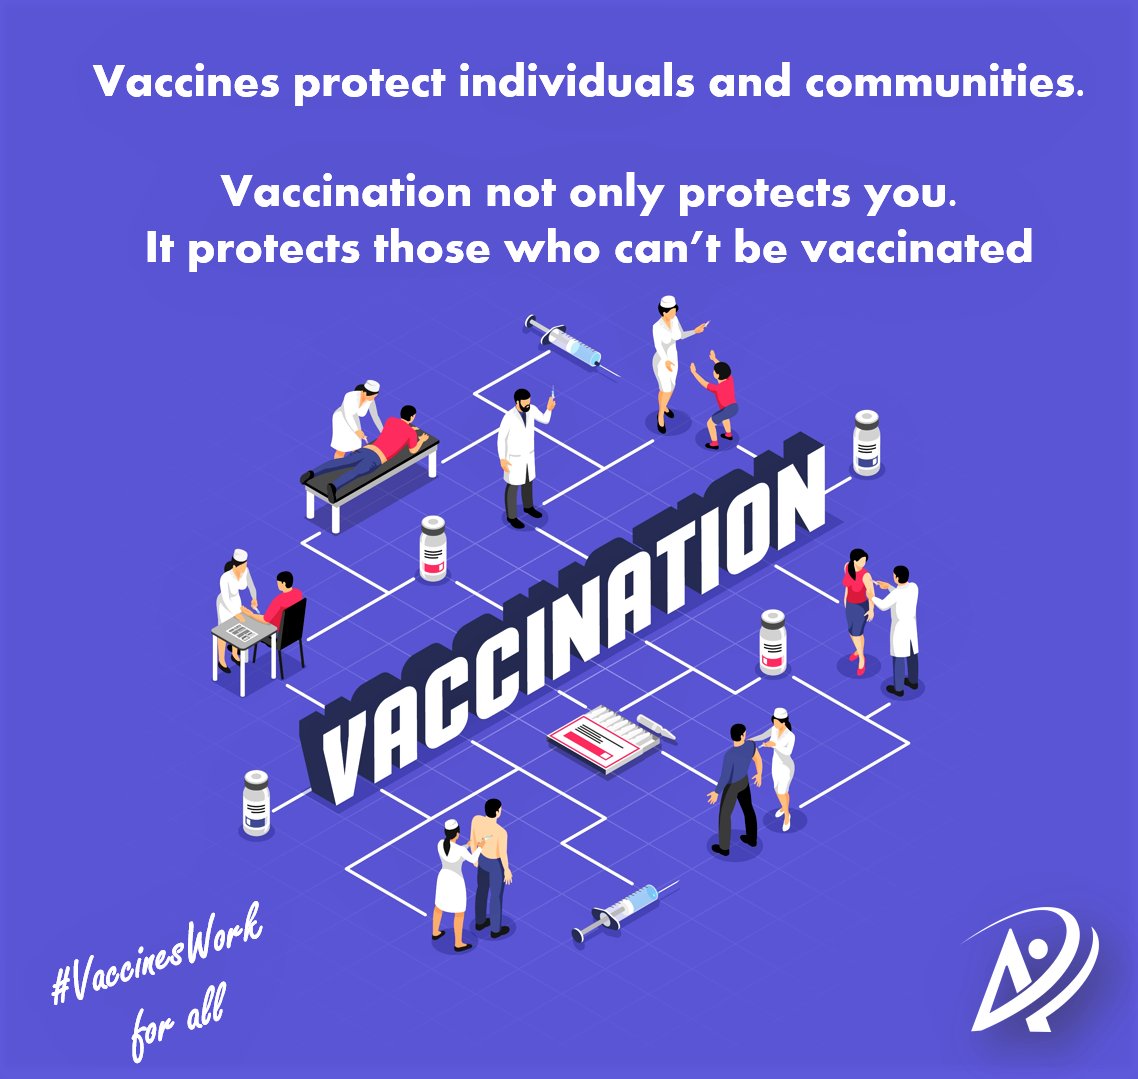 Vaccines protect individuals and communities.
Vaccination not only protects you.
It protects those who can’t be vaccinated
VACCINATION
#VaccinesWork
for all